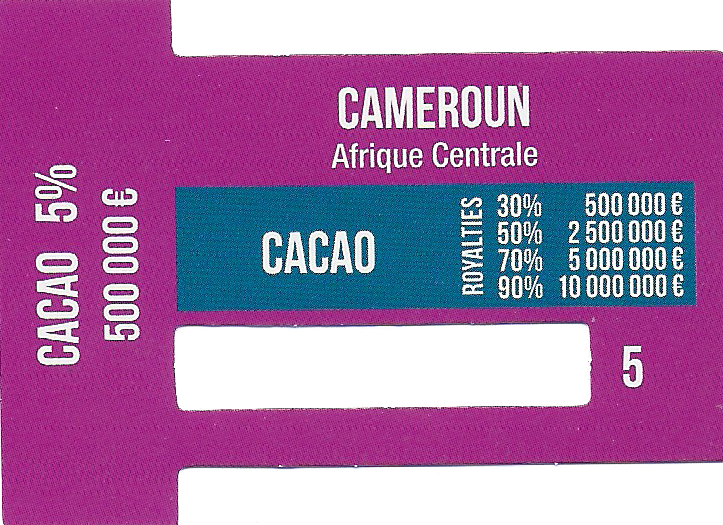 CACAO 5%
500 000 €
CAMEROUN
Afrique Centrale
CACAO
ROYALTIES
30% 500 000 €
50% 2 500 000 €
70% 5 000 000 €
90% 10 000 000 €
5